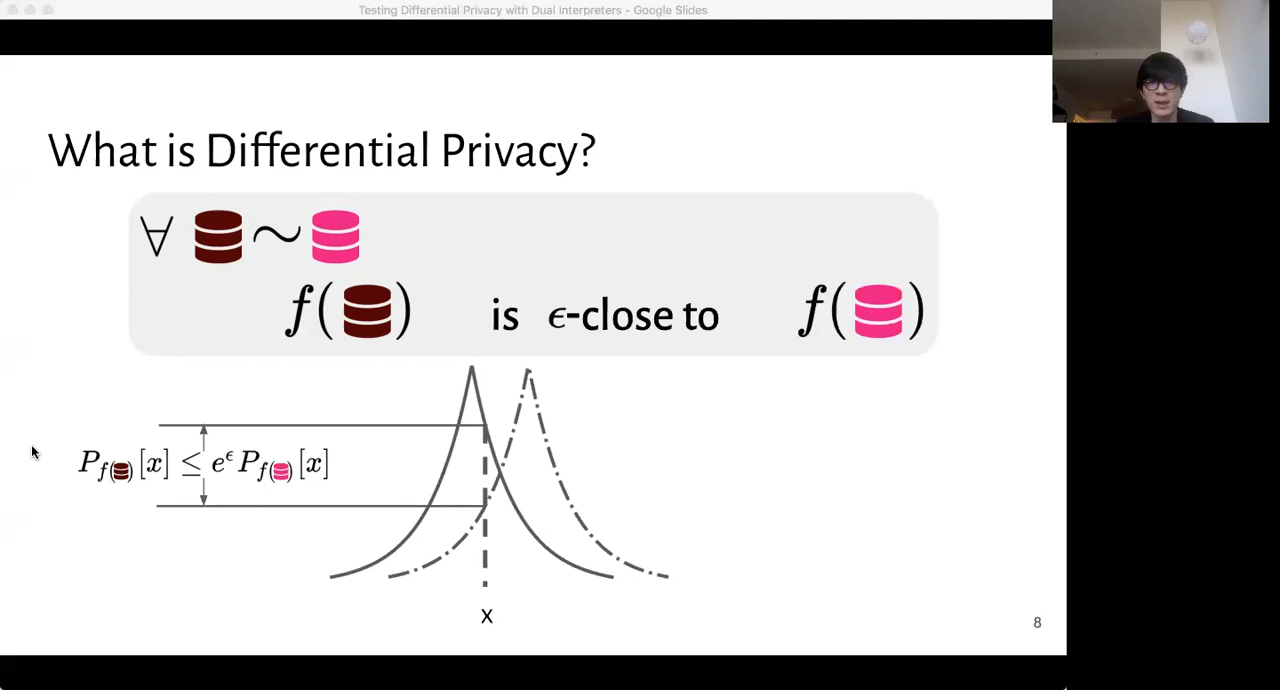 Testing Differential Privacy with Dual Interpreters - Google Slides
What is Differential Privacy?
∀ ~
f( ) is ϵ-close to f( )
P_f( ) [x] ≤ e^ϵ P_f( ) [x]
x
8